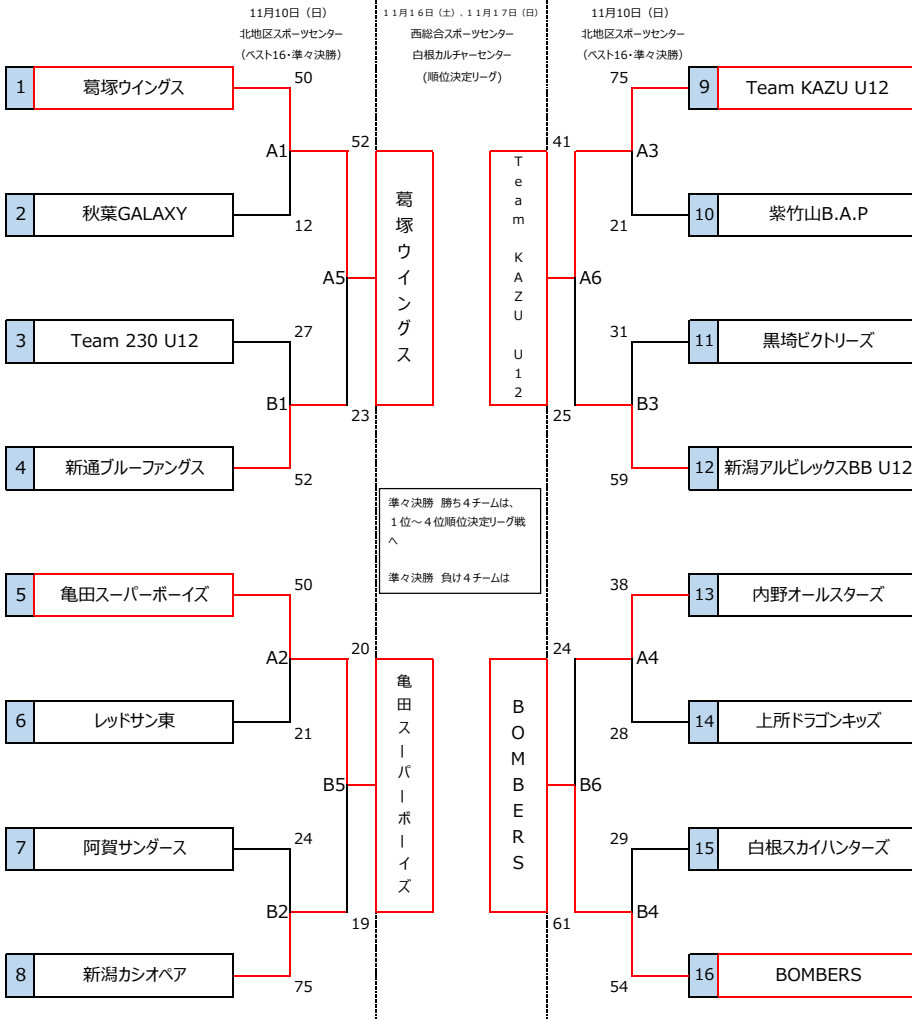 11月10日（日）
北地区スポーツセンター
（ベスト16・準々決勝）
１１月１６日（土）、１１月１７日（日）
西総合スポーツセンター
白根カルチャーセンター
（順位決定リーグ）
11月10日（日）
北地区スポーツセンター
（ベスト16・準々決勝）
1 葛塚ウイングス
50
A1
2 秋葉GALAXY
12
52
A5
3 Team 230 U12
27
B1
23
4 新通ブルーファングス
52
葛塚ウイングス
Team KAZU U12
41
75
9 Team KAZU U12
A3
10 紫竹山B.A.P
21
A6
31
11 黒埼ビクトリーズ
B3
25
59
12 新潟アルビレックスBB U12
準々決勝 勝ち４チームは、
１位～４位順位決定リーグ戦
へ
準々決勝 負け４チームは
5 亀田スーパーボーイズ
50
A2
20
6 レッドサン東
21
B5
7 阿賀サンダース
24
B2
19
8 新潟カシオペア
75
亀田スーパーボーイズ
BOMBERS
38
13 内野オールスターズ
24
A4
14 上所ドラゴンキッズ
28
B6
29
15 白根スカイハンターズ
B4
61
54
16 BOMBERS